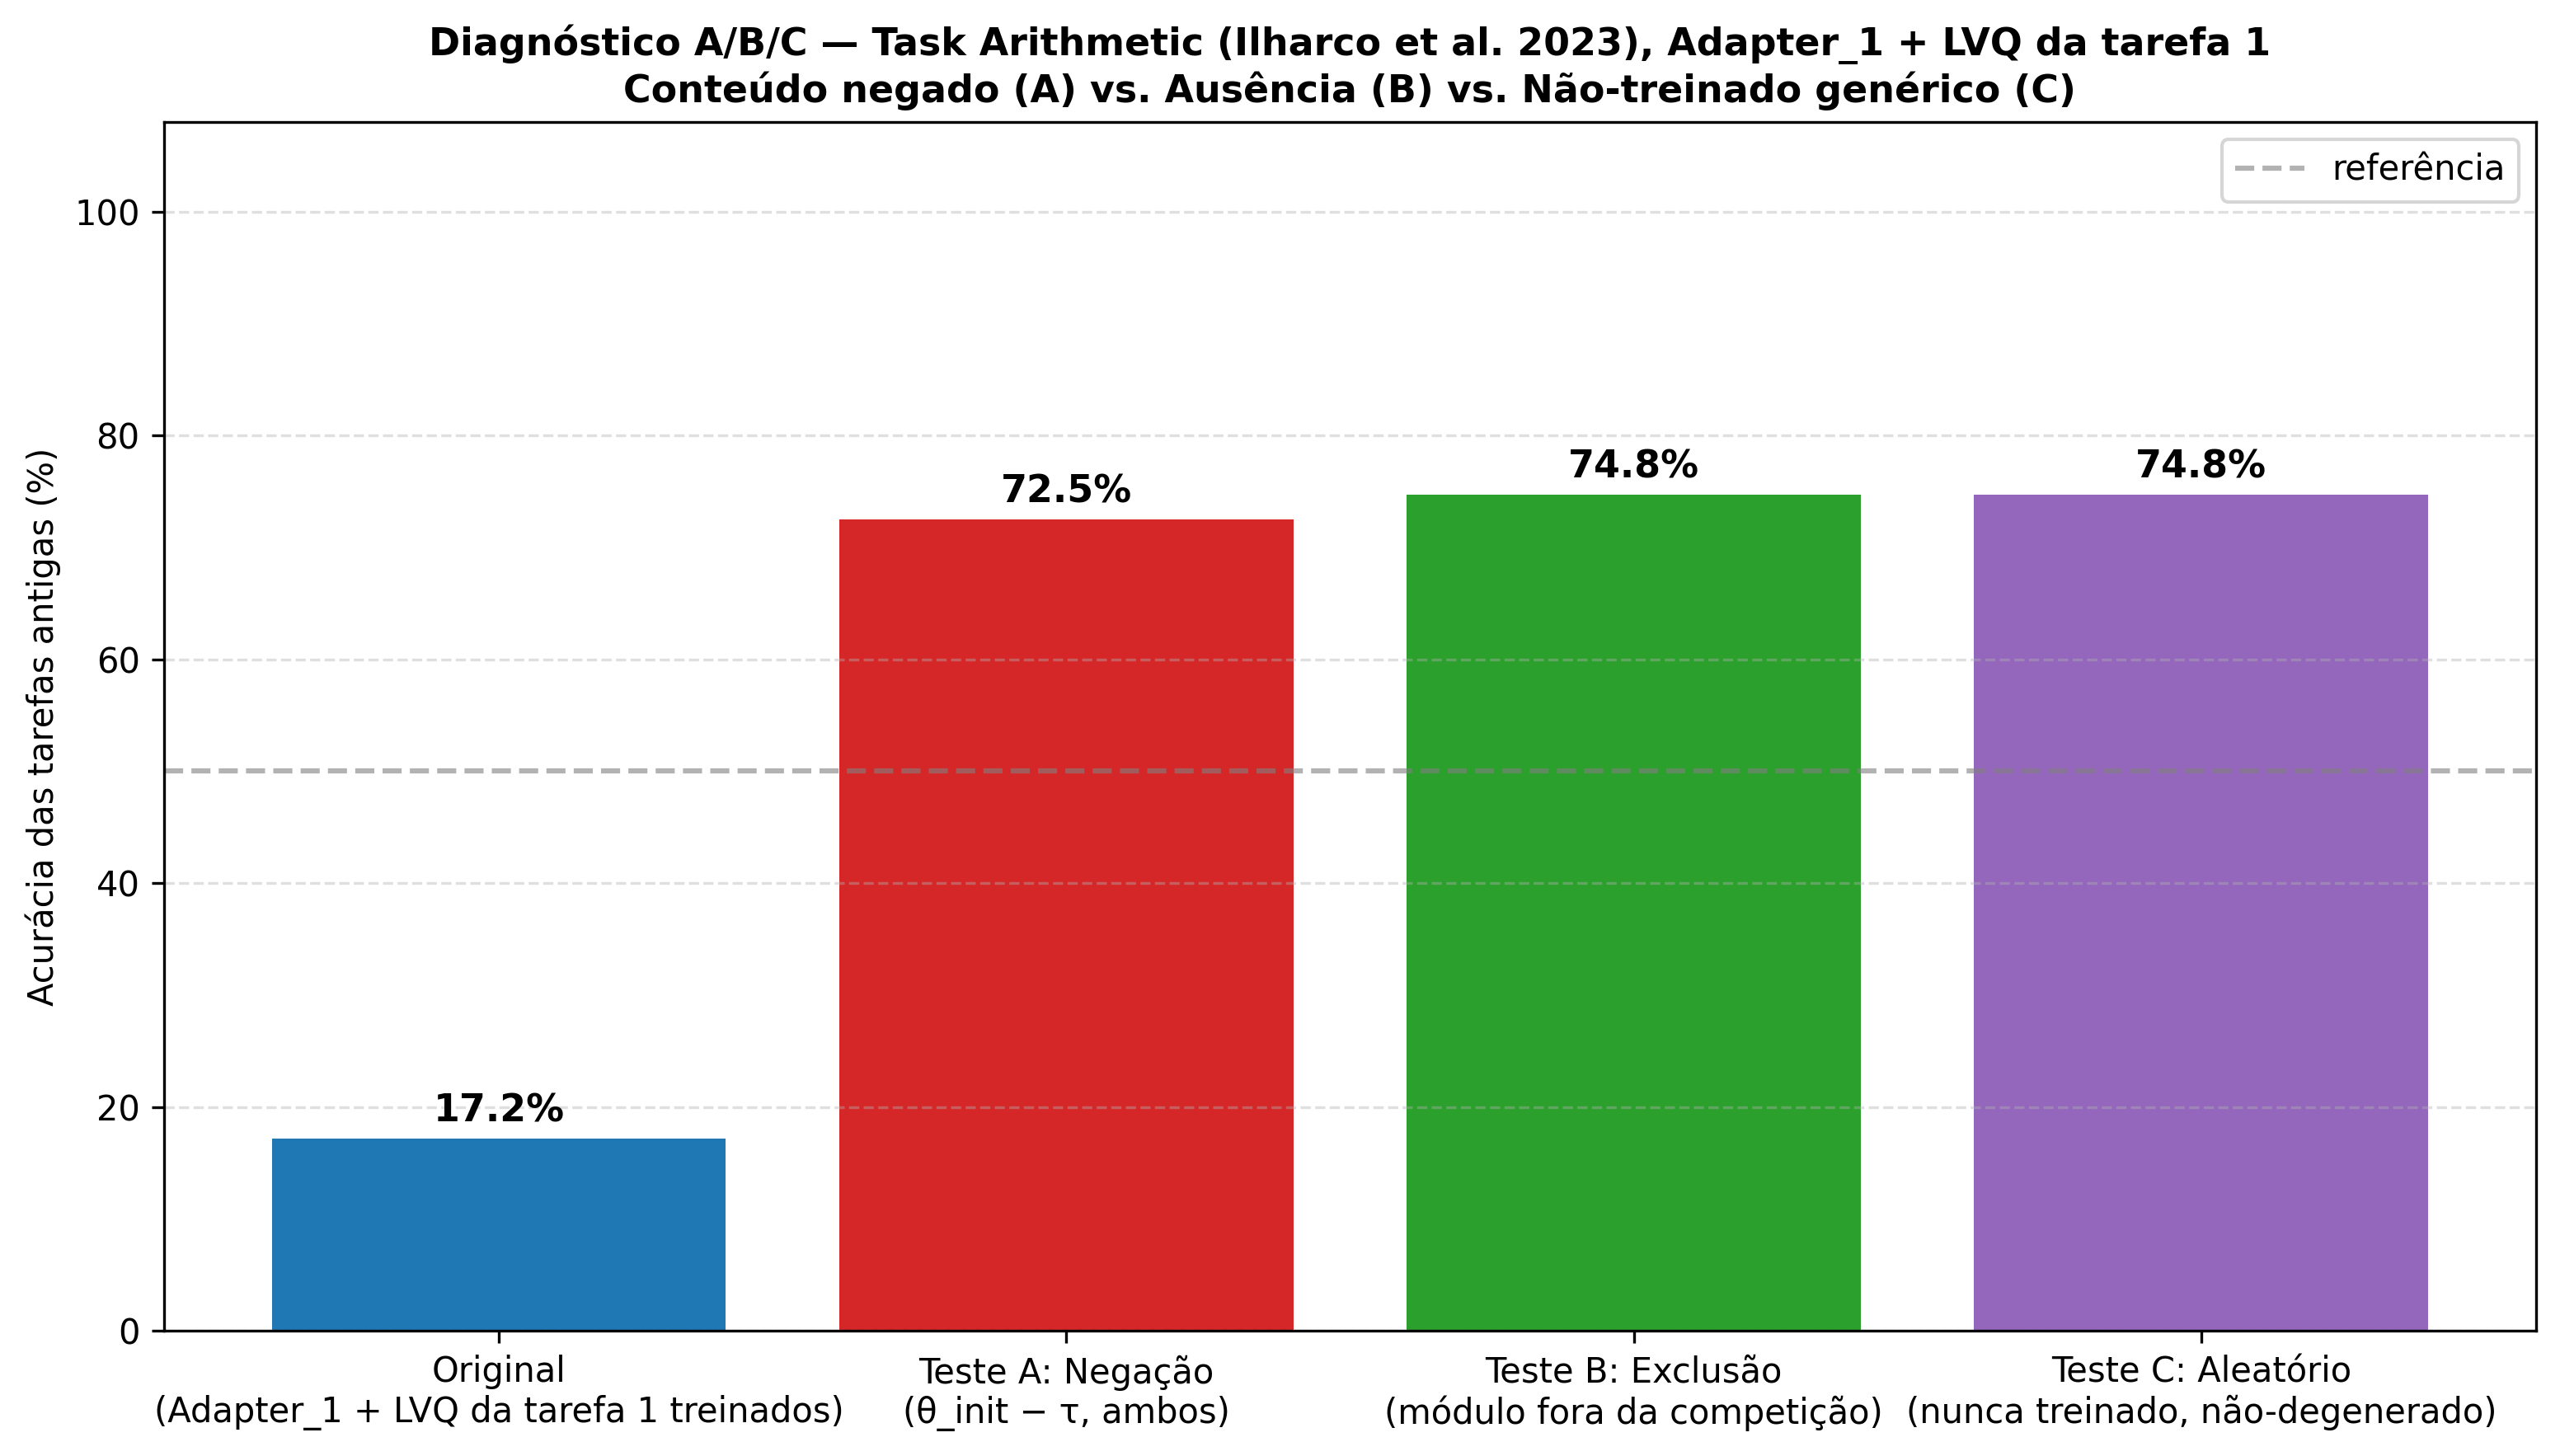 Diagnóstico A/B/C — Task Arithmetic (Ilharco et al. 2023), Adapter_1 + LVQ da tarefa 1
Conteúdo negado (A) vs. Ausência (B) vs. Não-treinado genérico (C)
referência
Acurácia das tarefas antigas (%)
100
80
60
40
20
0
17.2%
72.5%
74.8%
74.8%
Original
(Adapter_1 + LVQ da tarefa 1 treinados)
Teste A: Negação
(θ_init − τ, ambos)
Teste B: Exclusão
(módulo fora da competição)
Teste C: Aleatório
(nunca treinado, não-degenerado)